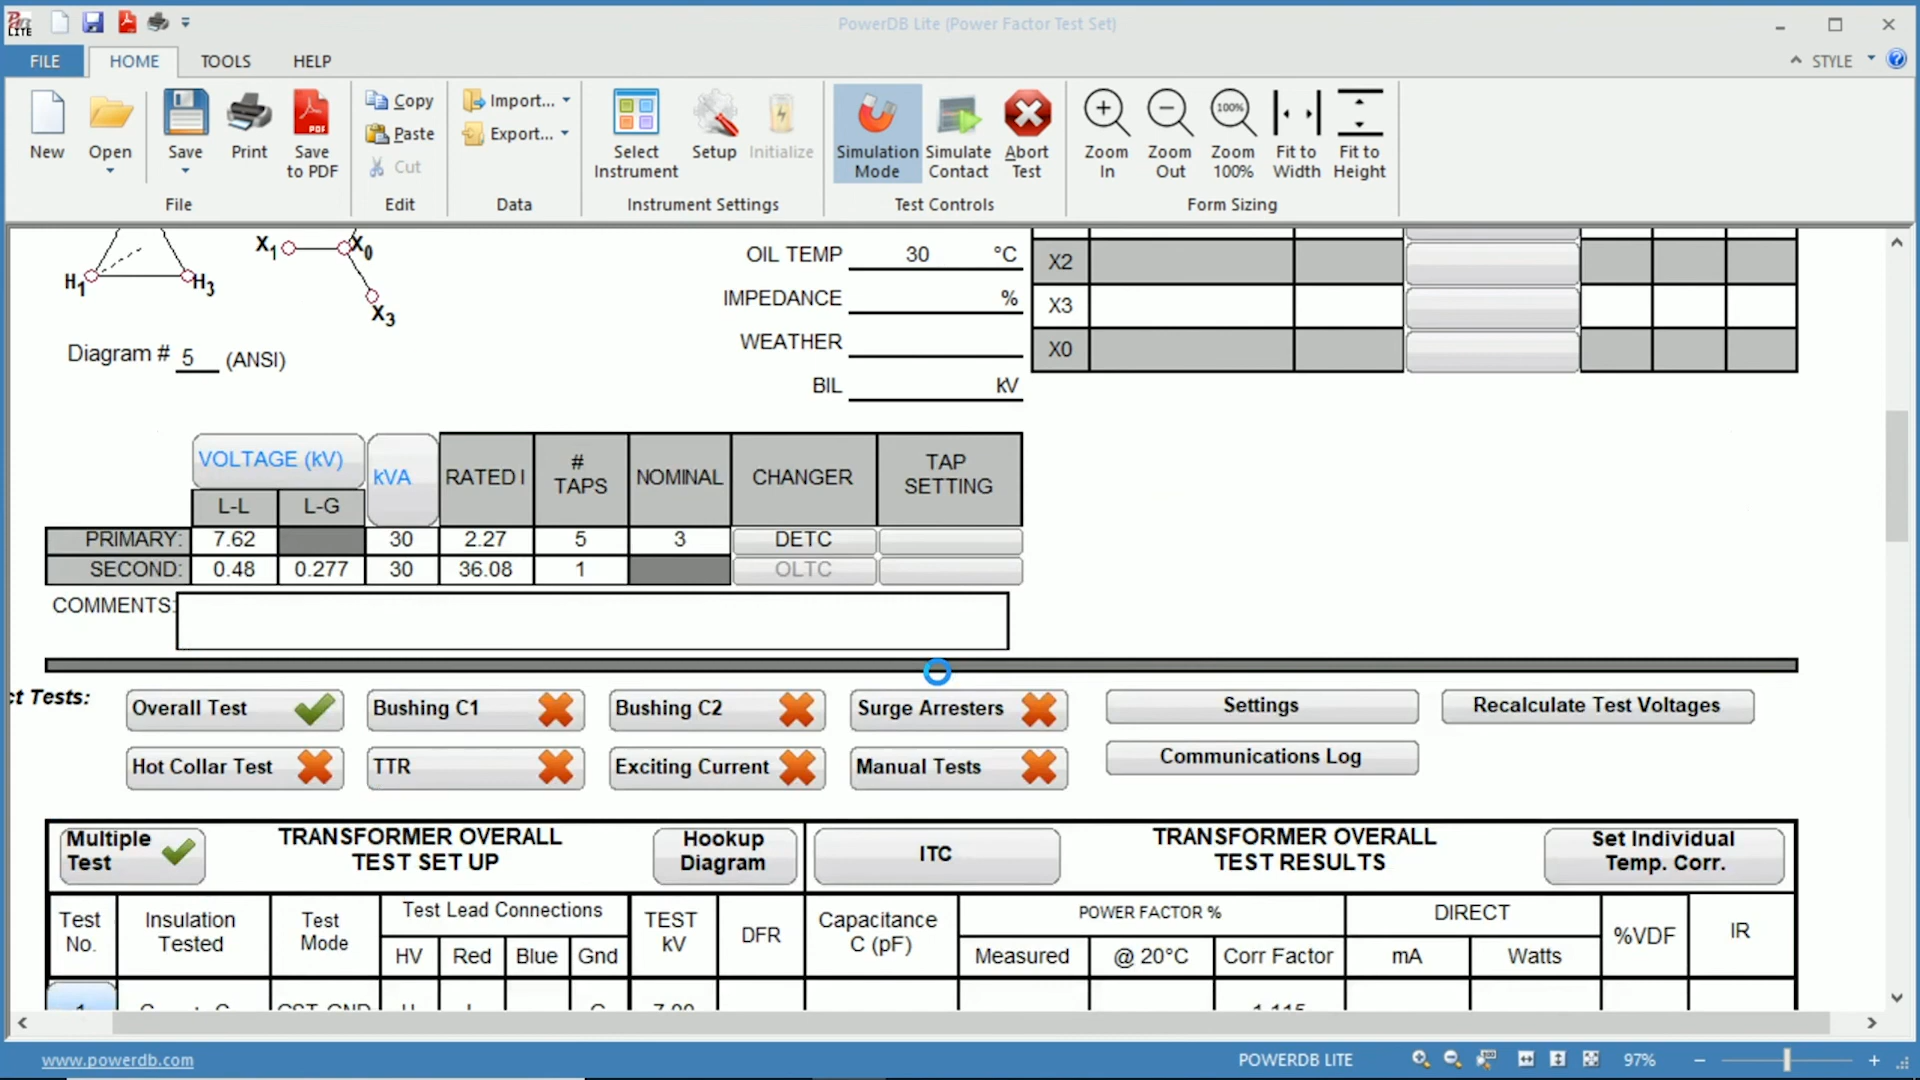 PowerDB Lite (Power Factor Test Set)
LITE
FILE
HOME
TOOLS
HELP
STYLE
New
Open
Save
Print
Save to PDF
File
Copy
Paste
Cut
Edit
Import...
Export...
Data
Select Instrument
Setup
Initialize
Instrument Settings
Simulation Mode
Simulate Contact
Abort Test
Test Controls
Zoom In
Zoom Out
100%
Zoom 100%
Fit to Width
Fit to Height
Form Sizing
H1
H3
X1
X0
X3
Diagram # 5 (ANSI)
OIL TEMP 30 °C
IMPEDANCE %
WEATHER
BIL kV
X2
X3
X0
VOLTAGE (kV)
L-L
L-G
kVA
RATED I
# TAPS
NOMINAL
CHANGER
TAP SETTING
PRIMARY: 7.62 30 2.27 5 3 DETC
SECOND: 0.48 0.277 30 36.08 1 OLTC
COMMENTS:
ct Tests:
Overall Test
Bushing C1
Bushing C2
Surge Arresters
Settings
Recalculate Test Voltages
Hot Collar Test
TTR
Exciting Current
Manual Tests
Communications Log
Multiple Test
TRANSFORMER OVERALL
TEST SET UP
Hookup Diagram
ITC
TRANSFORMER OVERALL
TEST RESULTS
Set Individual Temp. Corr.
Test No.
Insulation Tested
Test Mode
Test Lead Connections
HV
Red
Blue
Gnd
TEST kV
DFR
Capacitance C (pF)
POWER FACTOR %
Measured
@ 20°C
Corr Factor
DIRECT
mA
Watts
%VDF
IR
www.powerdb.com
POWERDB LITE
97%